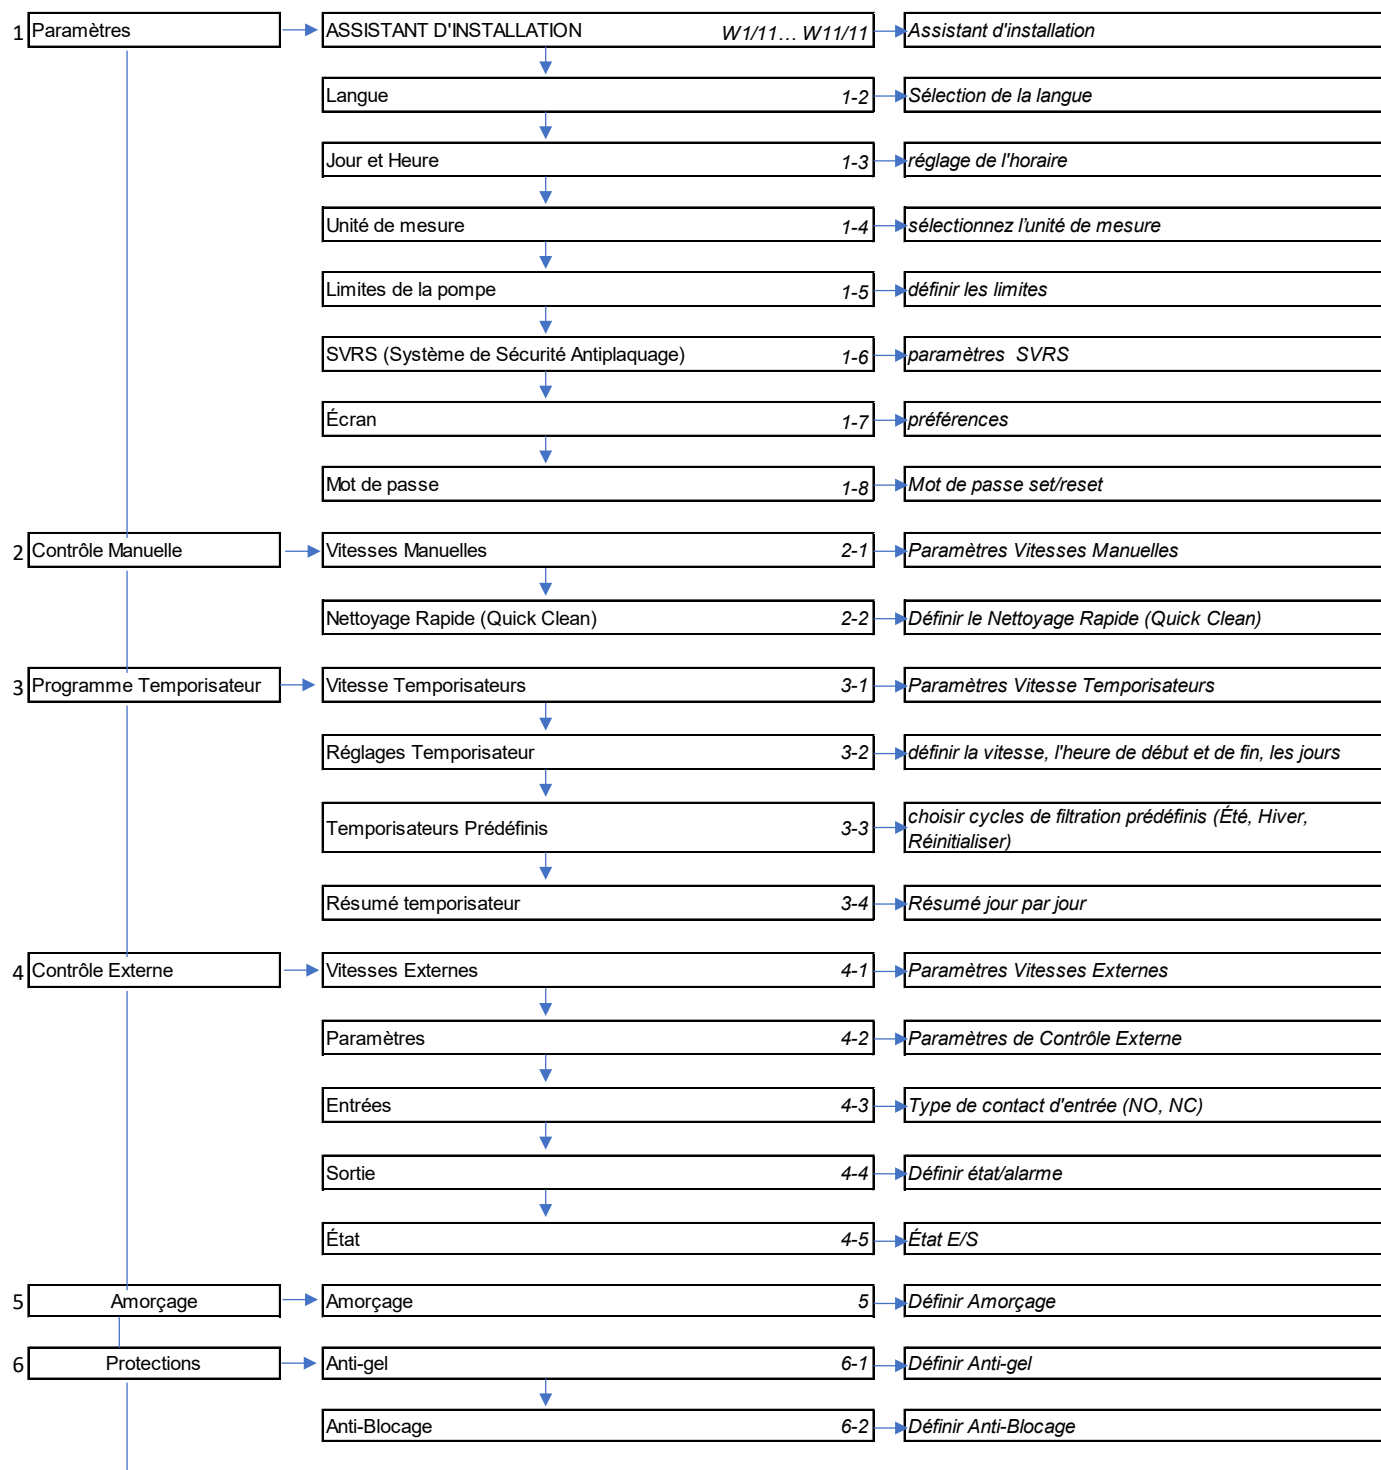 1 Paramètres ASSISTANT D'INSTALLATION W1/11… W11/11 Assistant d'installation
Langue 1-2 Sélection de la langue
Jour et Heure 1-3 réglage de l'horaire
Unité de mesure 1-4 sélectionnez l'unité de mesure
Limites de la pompe 1-5 définir les limites
SVRS (Système de Sécurité Antiplaquage) 1-6 paramètres SVRS
Écran 1-7 préférences
Mot de passe 1-8 Mot de passe set/reset
2 Contrôle Manuelle Vitesses Manuelles 2-1 Paramètres Vitesses Manuelles
Nettoyage Rapide (Quick Clean) 2-2 Définir le Nettoyage Rapide (Quick Clean)
3 Programme Temporisateur Vitesse Temporisateurs 3-1 Paramètres Vitesse Temporisateurs
Réglages Temporisateur 3-2 définir la vitesse, l'heure de début et de fin, les jours
Temporisateurs Prédéfinis 3-3 choisir cycles de filtration prédéfinis (Été, Hiver,
Réinitialiser)
Résumé temporisateur 3-4 Résumé jour par jour
4 Contrôle Externe Vitesses Externes 4-1 Paramètres Vitesses Externes
Paramètres 4-2 Paramètres de Contrôle Externe
Entrées 4-3 Type de contact d'entrée (NO, NC)
Sortie 4-4 Définir état/alarme
État 4-5 État E/S
5 Amorçage Amorçage 5 Définir Amorçage
6 Protections Anti-gel 6-1 Définir Anti-gel
Anti-Blocage 6-2 Définir Anti-Blocage